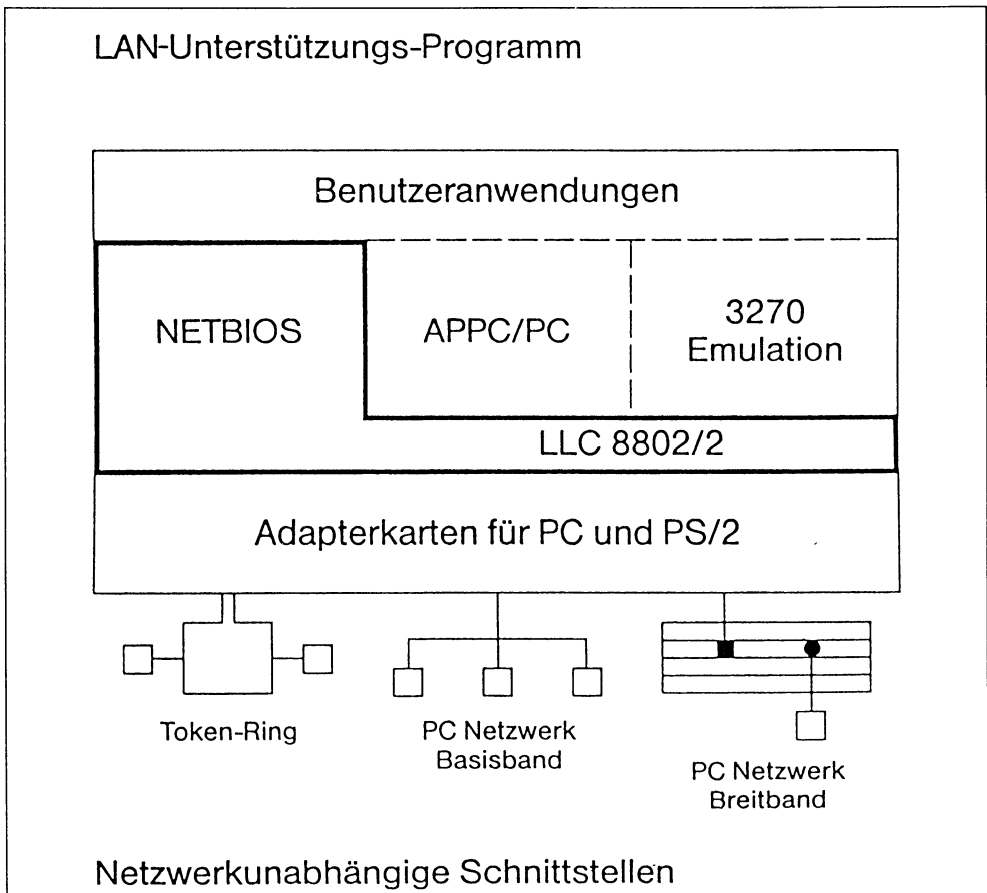 LAN-Unterstützungs-Programm
Benutzeranwendungen
NETBIOS
APPC/PC
3270
Emulation
LLC 8802/2
Adapterkarten für PC und PS/2
Token-Ring
PC Netzwerk
Basisband
PC Netzwerk
Breitband
Netzwerkunabhängige Schnittstellen